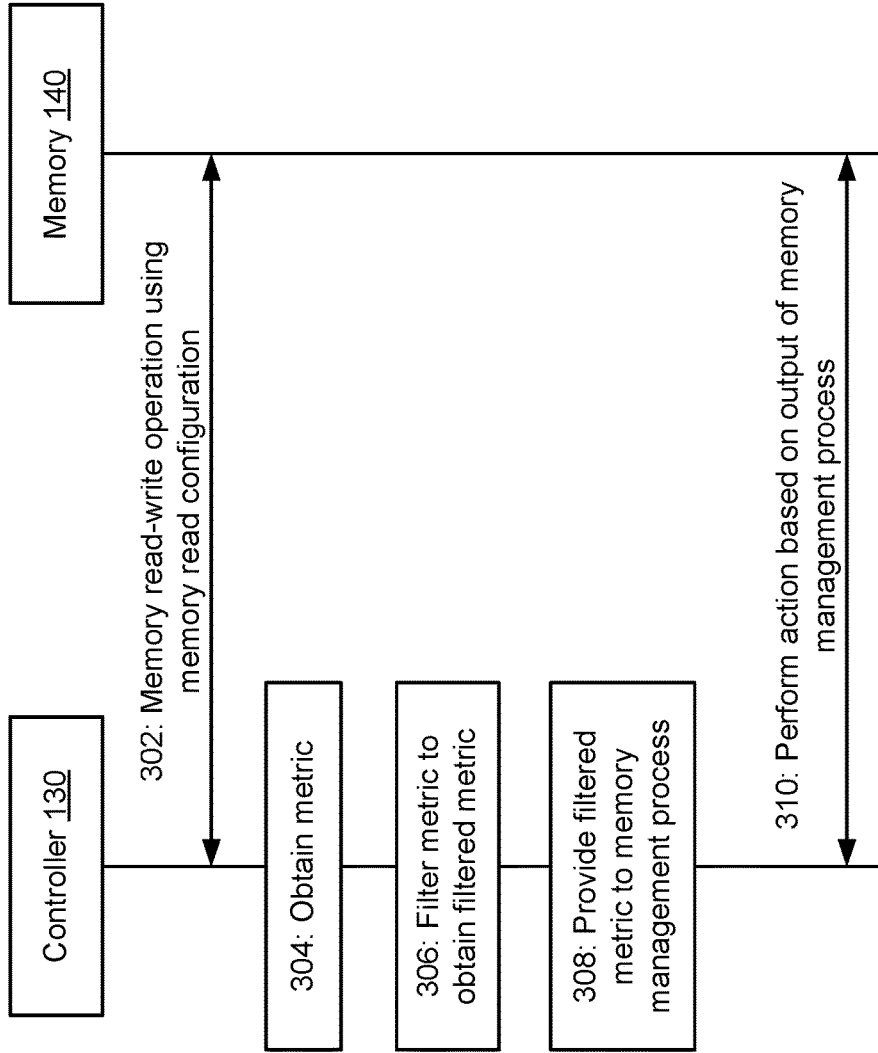 Controller 130
Memory 140
302: Memory read-write operation using
memory read configuration
304: Obtain metric
306: Filter metric to
obtain filtered metric
308: Provide filtered
metric to memory
management process
310: Perform action based on output of memory
management process